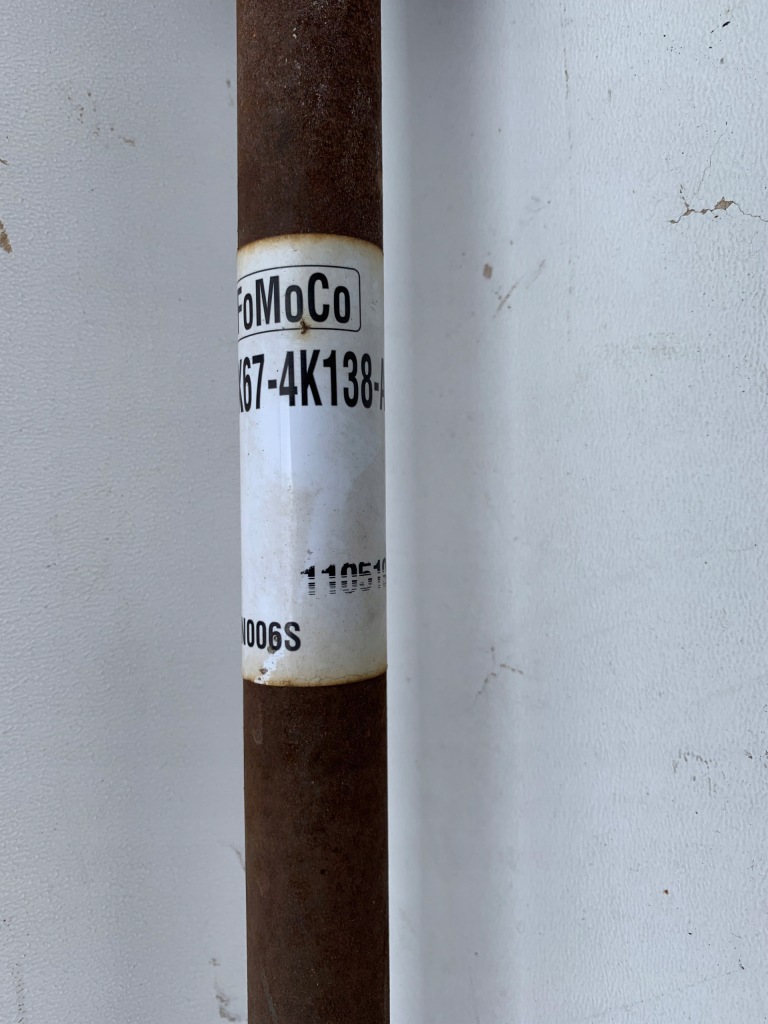 FoMoCo
K67-4K138-A
11051
N006S